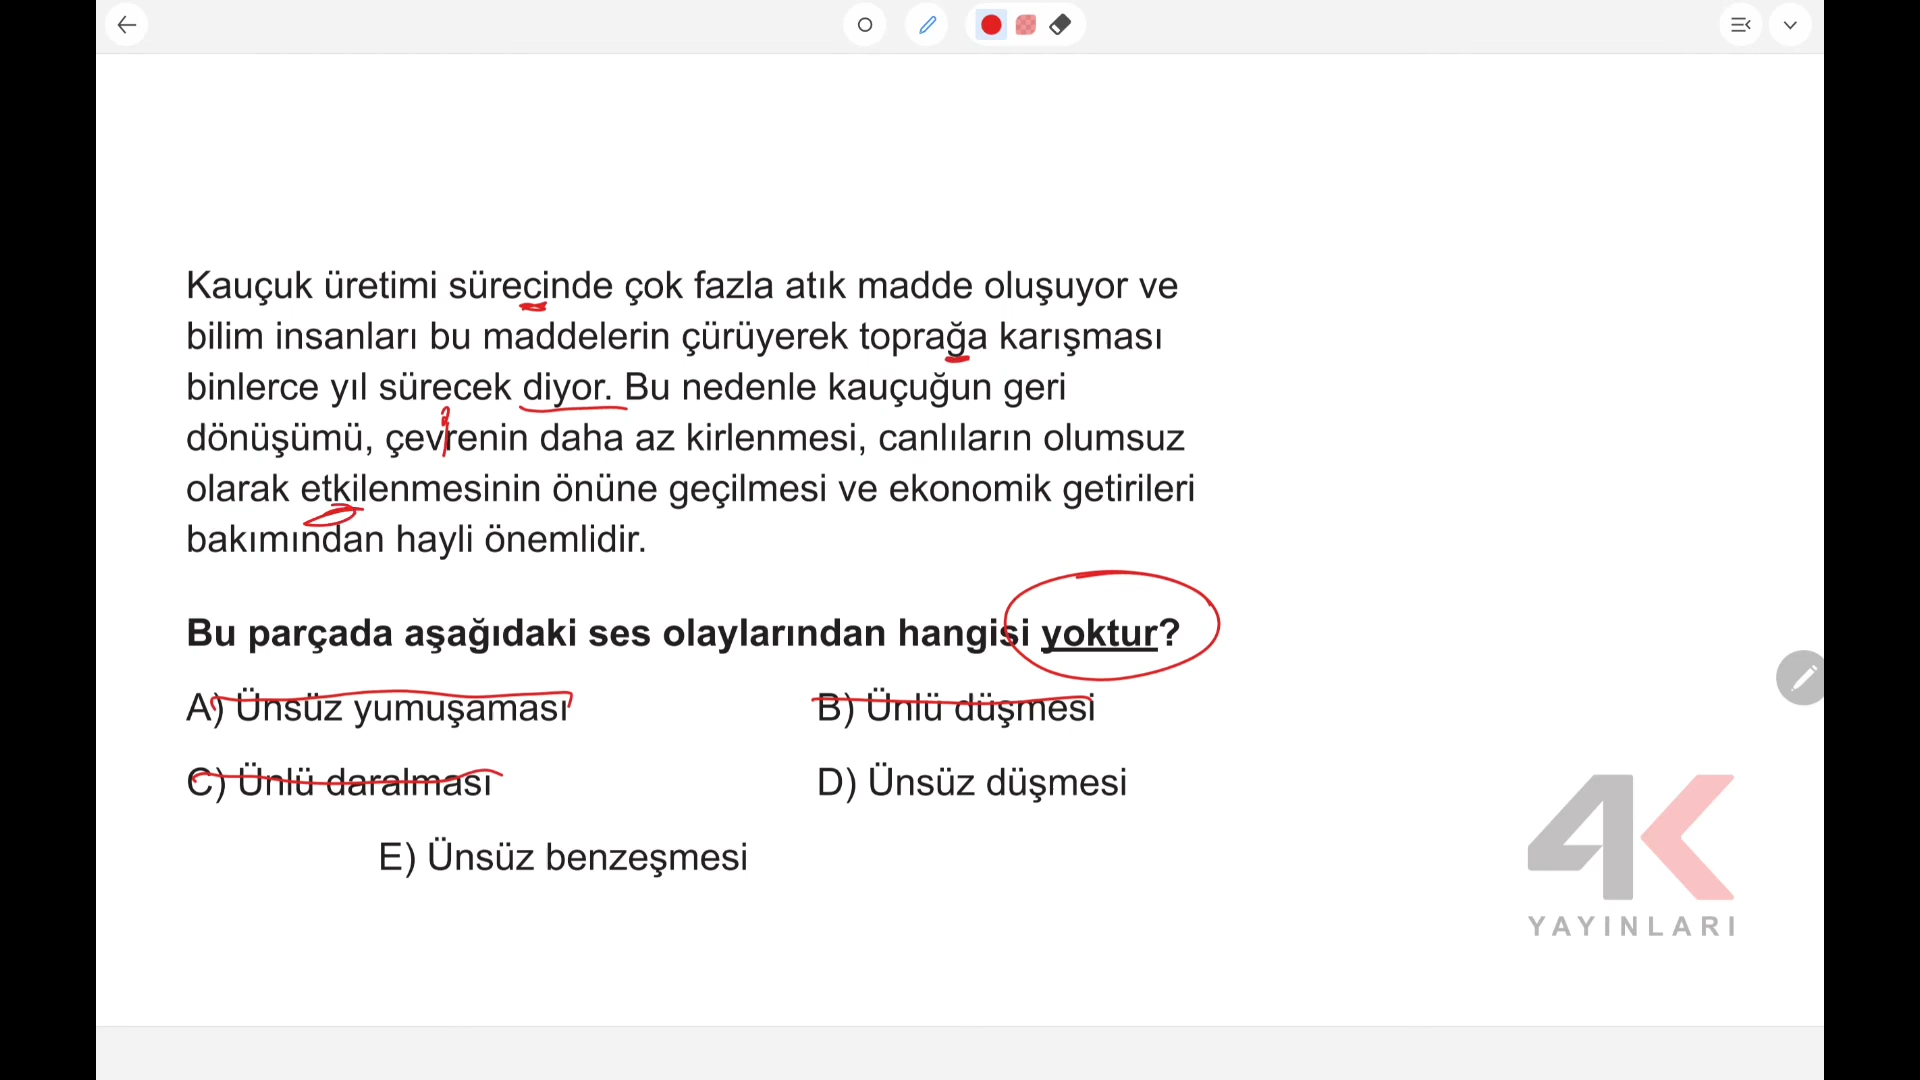 Kauçuk üretimi sürecinde çok fazla atık madde oluşuyor ve
bilim insanları bu maddelerin çürüyerek toprağa karışması
binlerce yıl sürecek diyor. Bu nedenle kauçuğun geri
dönüşümü, çevrenin daha az kirlenmesi, canlıların olumsuz
olarak etkilenmesinin önüne geçilmesi ve ekonomik getirileri
bakımından hayli önemlidir.
Bu parçada aşağıdaki ses olaylarından hangisi yoktur?
A) Ünsüz yumuşaması B) Ünlü düşmesi
C) Ünlü daralması D) Ünsüz düşmesi
E) Ünsüz benzeşmesi
4K
YAYINLARI